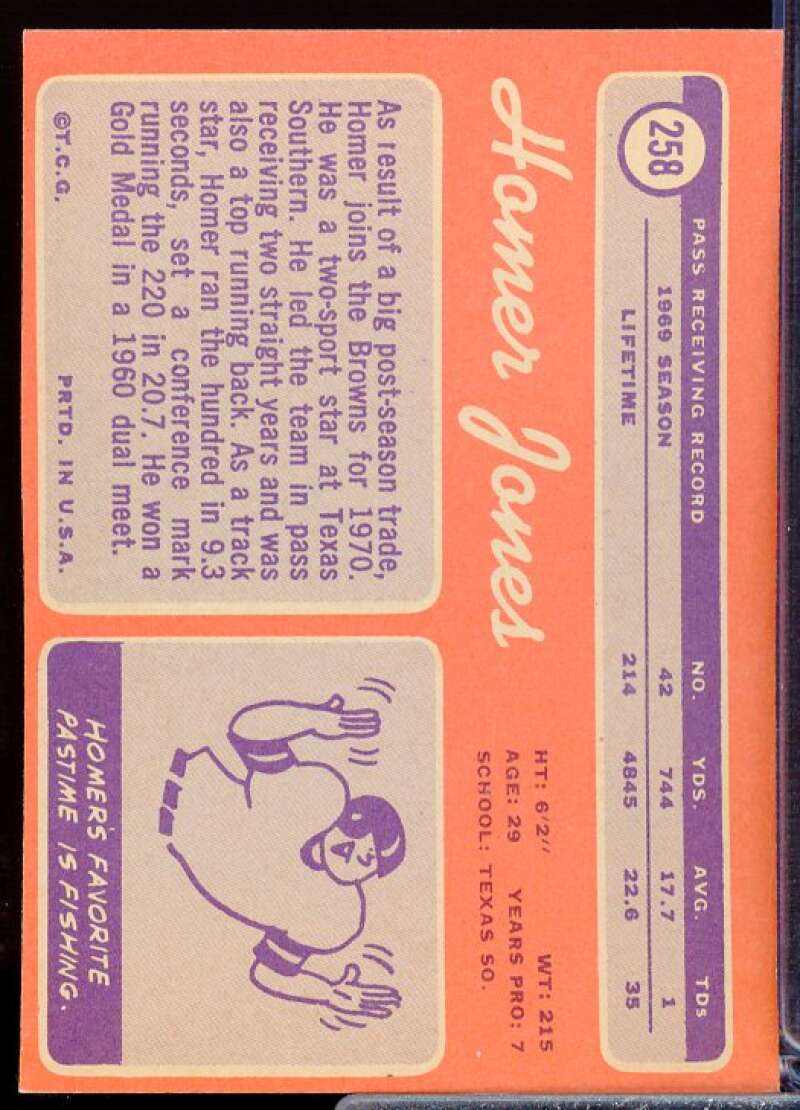 258
PASS RECEIVING RECORD NO. YDS. AVG. TDs
1969 SEASON 42 744 17.7 1
LIFETIME 214 4845 22.6 35
Homer Jones
HT: 6'2" WT: 215
AGE: 29 YEARS PRO: 7
SCHOOL: TEXAS SO.
As result of a big post-season trade,
Homer joins the Browns for 1970.
He was a two-sport star at Texas
Southern. He led the team in pass
receiving two straight years and was
also a top running back. As a track
star, Homer ran the hundred in 9.3
seconds, set a conference mark
running the 220 in 20.7. He won a
Gold Medal in a 1960 dual meet.
©T.C.G. PRTD. IN U.S.A.
HOMER'S FAVORITE
PASTIME IS FISHING.